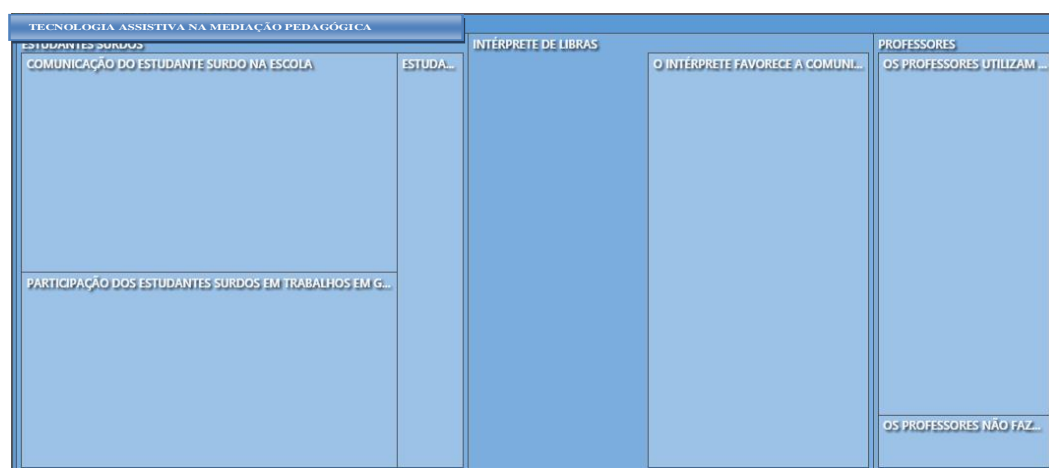 TECNOLOGIA ASSISTIVA NA MEDIAÇÃO PEDAGÓGICA
ESTUDANTES SURDOS
INTÉRPRETE DE LIBRAS
PROFESSORES
COMUNICAÇÃO DO ESTUDANTE SURDO NA ESCOLA
ESTUDA...
O INTÉRPRETE FAVORECE A COMUNI...
OS PROFESSORES UTILIZAM ...
PARTICIPAÇÃO DOS ESTUDANTES SURDOS EM TRABALHOS EM G...
OS PROFESSORES NÃO FAZ...